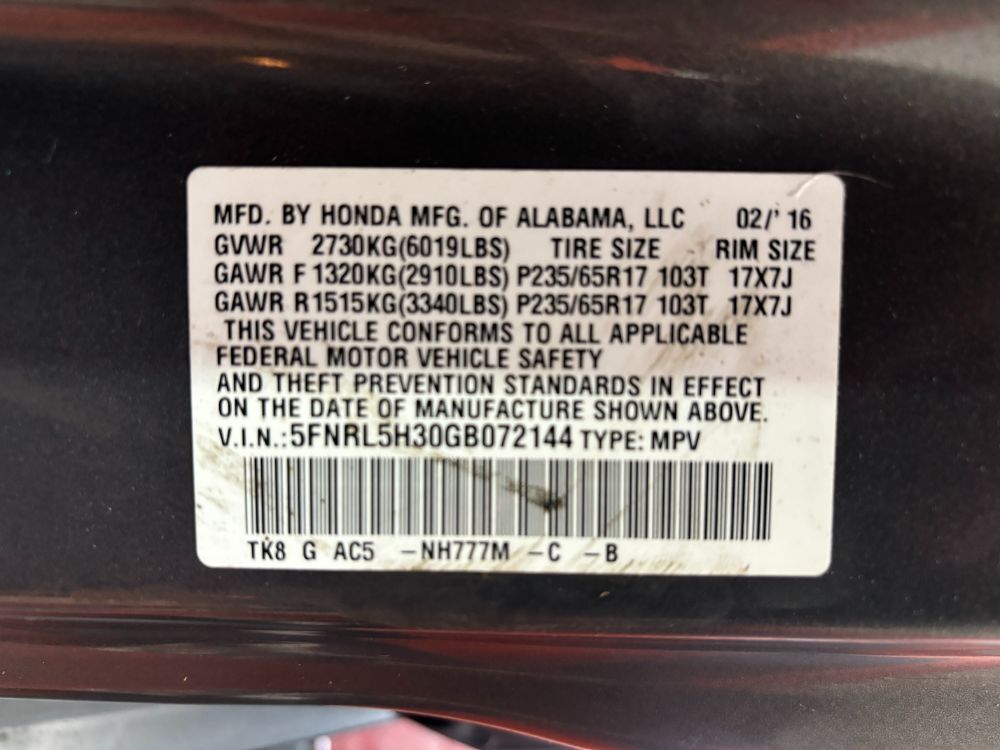 MFD. BY HONDA MFG. OF ALABAMA, LLC 02/' 16
GVWR 2730KG(6019LBS) TIRE SIZE RIM SIZE
GAWR F 1320KG(2910LBS) P235/65R17 103T 17X7J
GAWR R1515KG(3340LBS) P235/65R17 103T 17X7J
THIS VEHICLE CONFORMS TO ALL APPLICABLE
FEDERAL MOTOR VEHICLE SAFETY
AND THEFT PREVENTION STANDARDS IN EFFECT
ON THE DATE OF MANUFACTURE SHOWN ABOVE.
V.I.N.:5FNRL5H30GB072144 TYPE: MPV
TK8 G AC5 -NH777M -C -B